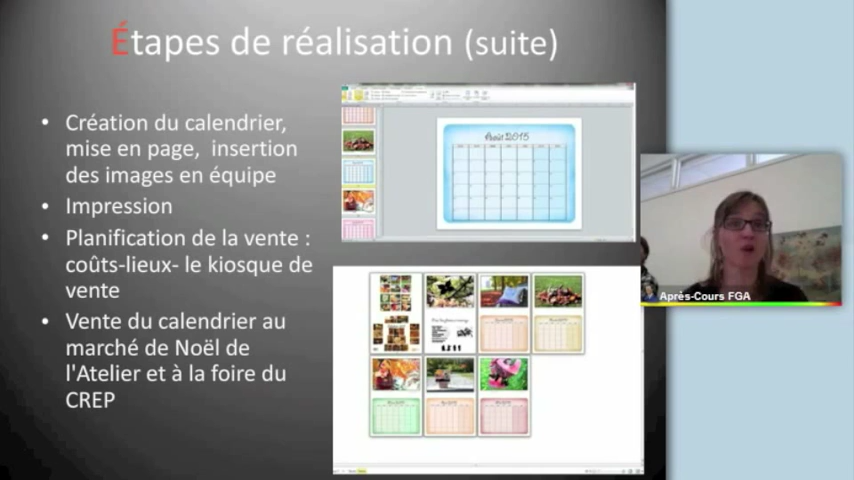 Étapes de réalisation (suite)
• Création du calendrier,
mise en page, insertion
des images en équipe
• Impression
• Planification de la vente :
coûts-lieux- le kiosque de
vente
• Vente du calendrier au
marché de Noël de
l'Atelier et à la foire du
CREP
Août 2015
Après-Cours FGA